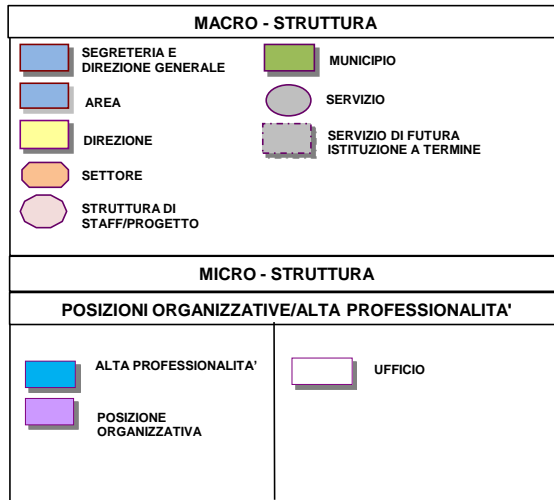 MACRO - STRUTTURA
SEGRETERIA E
DIREZIONE GENERALE
AREA
DIREZIONE
SETTORE
STRUTTURA DI
STAFF/PROGETTO
MUNICIPIO
SERVIZIO
SERVIZIO DI FUTURA
ISTITUZIONE A TERMINE
MICRO - STRUTTURA
POSIZIONI ORGANIZZATIVE/ALTA PROFESSIONALITA'
ALTA PROFESSIONALITA’
POSIZIONE
ORGANIZZATIVA
UFFICIO